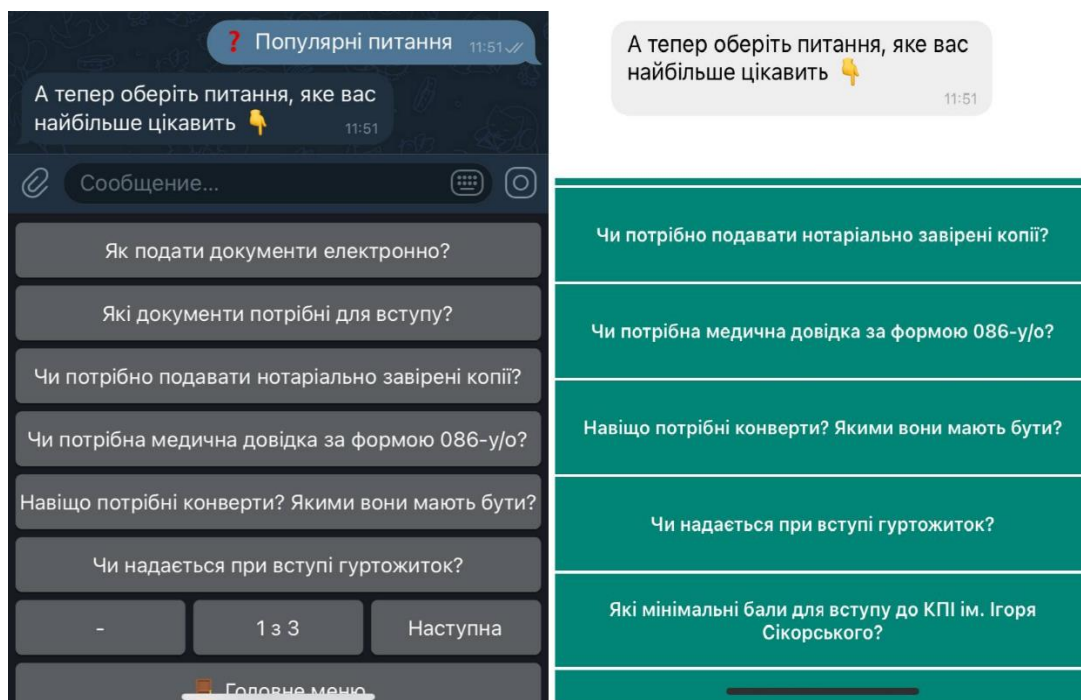 ❓ Популярні питання 11:51
А тепер оберіть питання, яке вас
найбільше цікавить 👇
11:51
Сообщение...
Як подати документи електронно?
Які документи потрібні для вступу?
Чи потрібно подавати нотаріально завірені копії?
Чи потрібна медична довідка за формою 086-у/о?
Навіщо потрібні конверти? Якими вони мають бути?
Чи надається при вступі гуртожиток?
- 1 з 3 Наступна
Головне меню
А тепер оберіть питання, яке вас
найбільше цікавить 👇
11:51
Чи потрібно подавати нотаріально завірені копії?
Чи потрібна медична довідка за формою 086-у/о?
Навіщо потрібні конверти? Якими вони мають бути?
Чи надається при вступі гуртожиток?
Які мінімальні бали для вступу до КПІ ім. Ігоря
Сікорського?